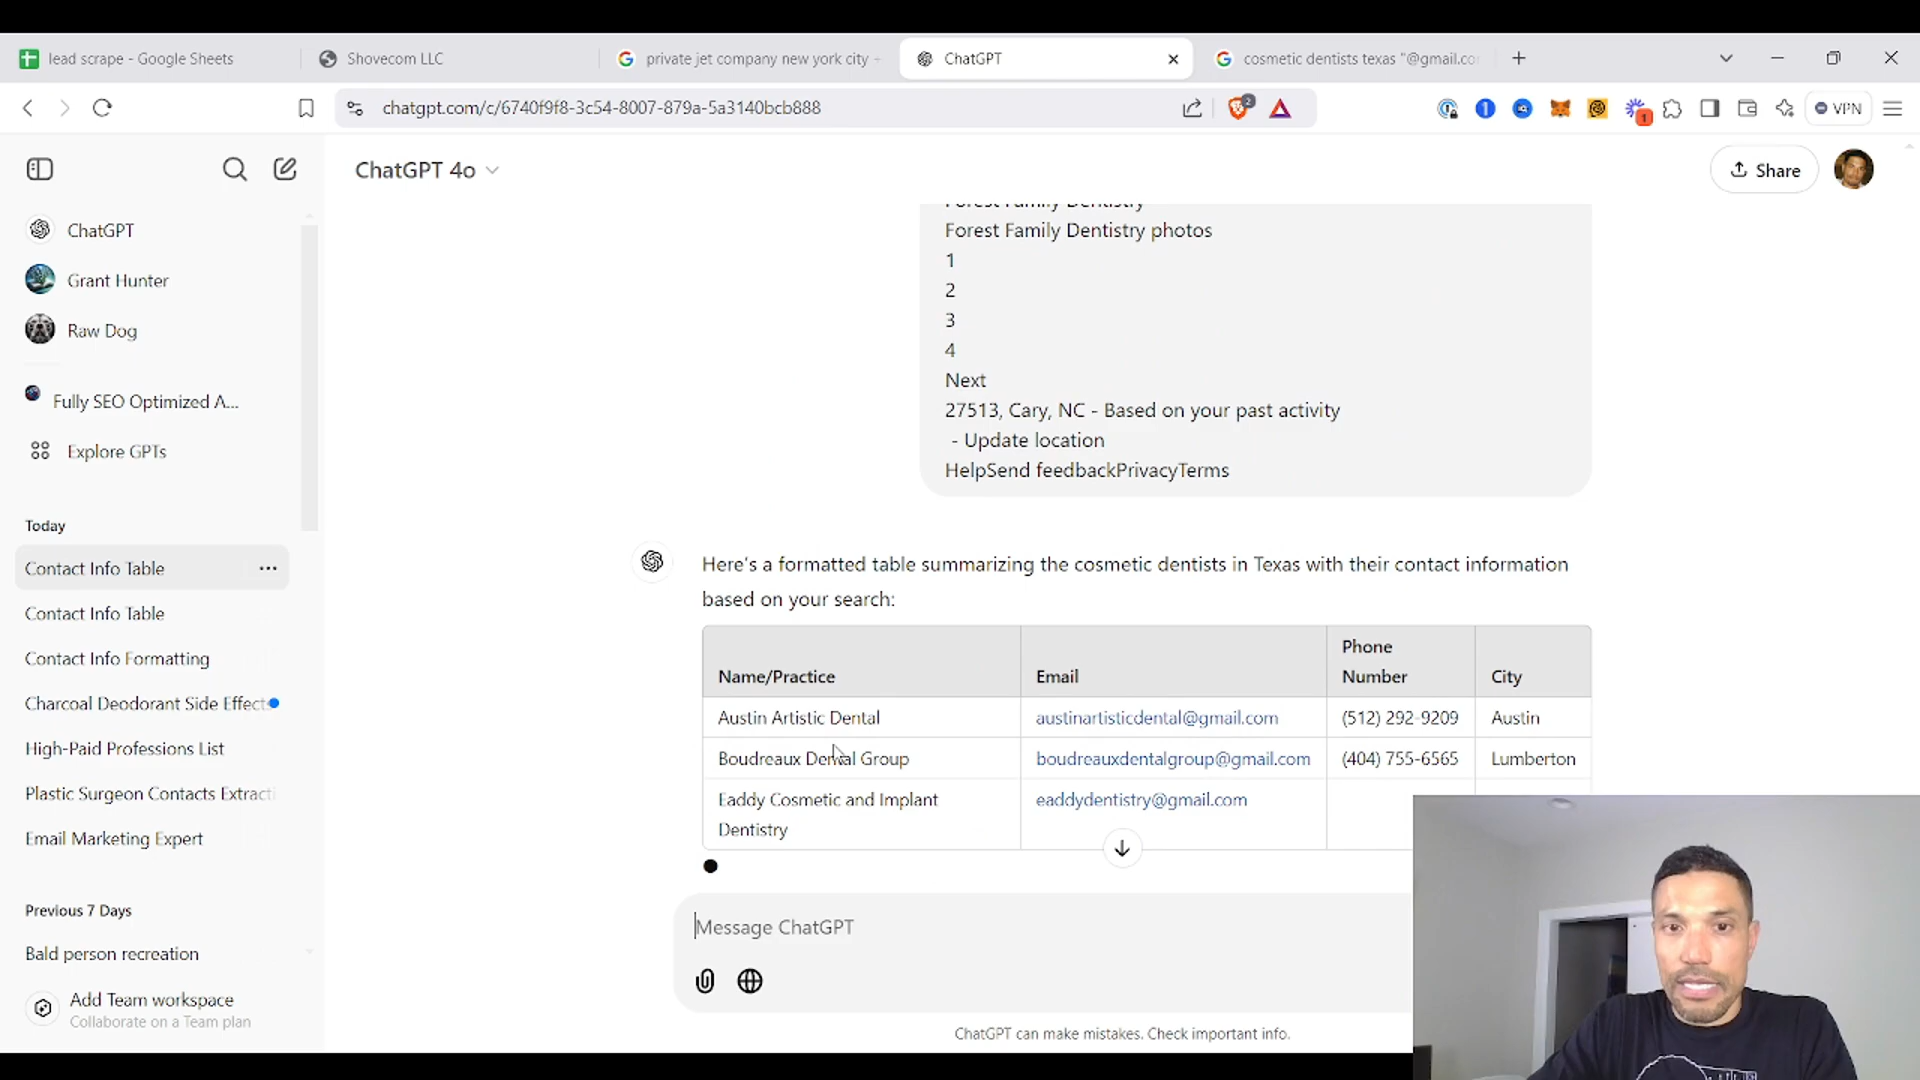 lead scrape - Google Sheets
Shovecom LLC
private jet company new york city -
ChatGPT
cosmetic dentists texas "@gmail.co
chatgpt.com/c/6740f9f8-3c54-8007-879a-5a3140bcb888
2
1
VPN
ChatGPT 4o
Share
ChatGPT
Grant Hunter
Raw Dog
Fully SEO Optimized A...
Explore GPTs
Today
Contact Info Table
Contact Info Table
Contact Info Formatting
Charcoal Deodorant Side Effects
High-Paid Professions List
Plastic Surgeon Contacts Extracti
Email Marketing Expert
Previous 7 Days
Bald person recreation
Add Team workspace
Collaborate on a Team plan
Forest Family Dentistry
Forest Family Dentistry photos
1
2
3
4
Next
27513, Cary, NC - Based on your past activity
- Update location
HelpSend feedbackPrivacyTerms
Here's a formatted table summarizing the cosmetic dentists in Texas with their contact information
based on your search:
Name/Practice Email Phone Number City
Austin Artistic Dental austinartisticdental@gmail.com (512) 292-9209 Austin
Boudreaux Dental Group boudreauxdentalgroup@gmail.com (404) 755-6565 Lumberton
Eaddy Cosmetic and Implant eaddydentistry@gmail.com
Dentistry
Message ChatGPT
ChatGPT can make mistakes. Check important info.